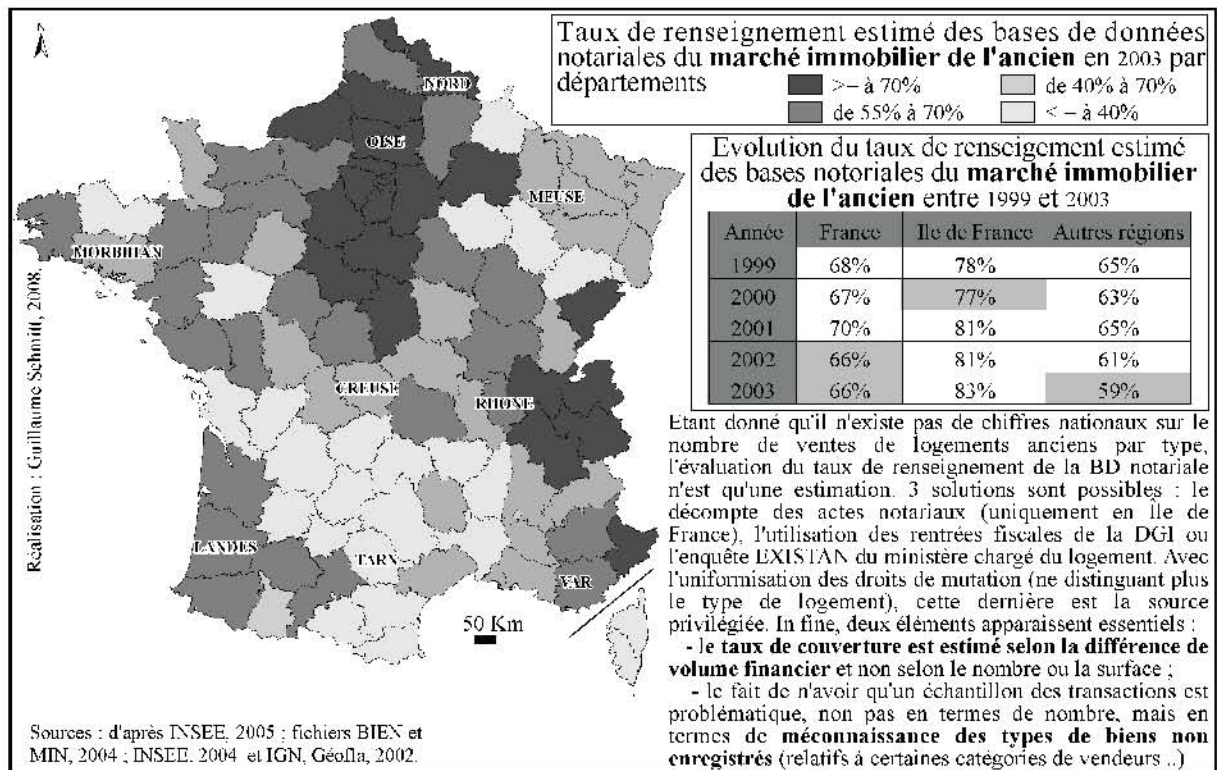 Taux de renseignement estimé des bases de données
notariales du marché immobilier de l'ancien en 2003 par
départements
>– à 70%
de 40% à 70%
de 55% à 70%
< – à 40%
Evolution du taux de renseigement estimé
des bases notoriales du marché immobilier
de l'ancien entre 1999 et 2003
Année France Ile de France Autres régions
1999 68% 78% 65%
2000 67% 77% 63%
2001 70% 81% 65%
2002 66% 81% 61%
2003 66% 83% 59%
Etant donné qu'il n'existe pas de chiffres nationaux sur le
nombre de ventes de logements anciens par type,
l'évaluation du taux de renseignement de la BD notariale
n'est qu'une estimation. 3 solutions sont possibles : le
décompte des actes notariaux (uniquement en Île de
France), l'utilisation des rentrées fiscales de la DGI ou
l'enquête EXISTAN du ministère chargé du logement. Avec
l'uniformisation des droits de mutation (ne distinguant plus
le type de logement), cette dernière est la source
privilégiée. In fine, deux éléments apparaissent essentiels :
- le taux de couverture est estimé selon la différence de
volume financier et non selon le nombre ou la surface ;
- le fait de n'avoir qu'un échantillon des transactions est
problématique, non pas en termes de nombre, mais en
termes de méconnaissance des types de biens non
enregistrés (relatifs à certaines catégories de vendeurs ..)
NORD
OISE
MEUSE
MORBIHAN
CREUSE
RHONE
LANDES
TARN
VAR
50 Km
Réalisation : Guillaume Schmitt, 2008.
Sources : d'après INSEE, 2005 ; fichiers BIEN et
MIN, 2004 ; INSEE, 2004 et IGN, Géofla, 2002.